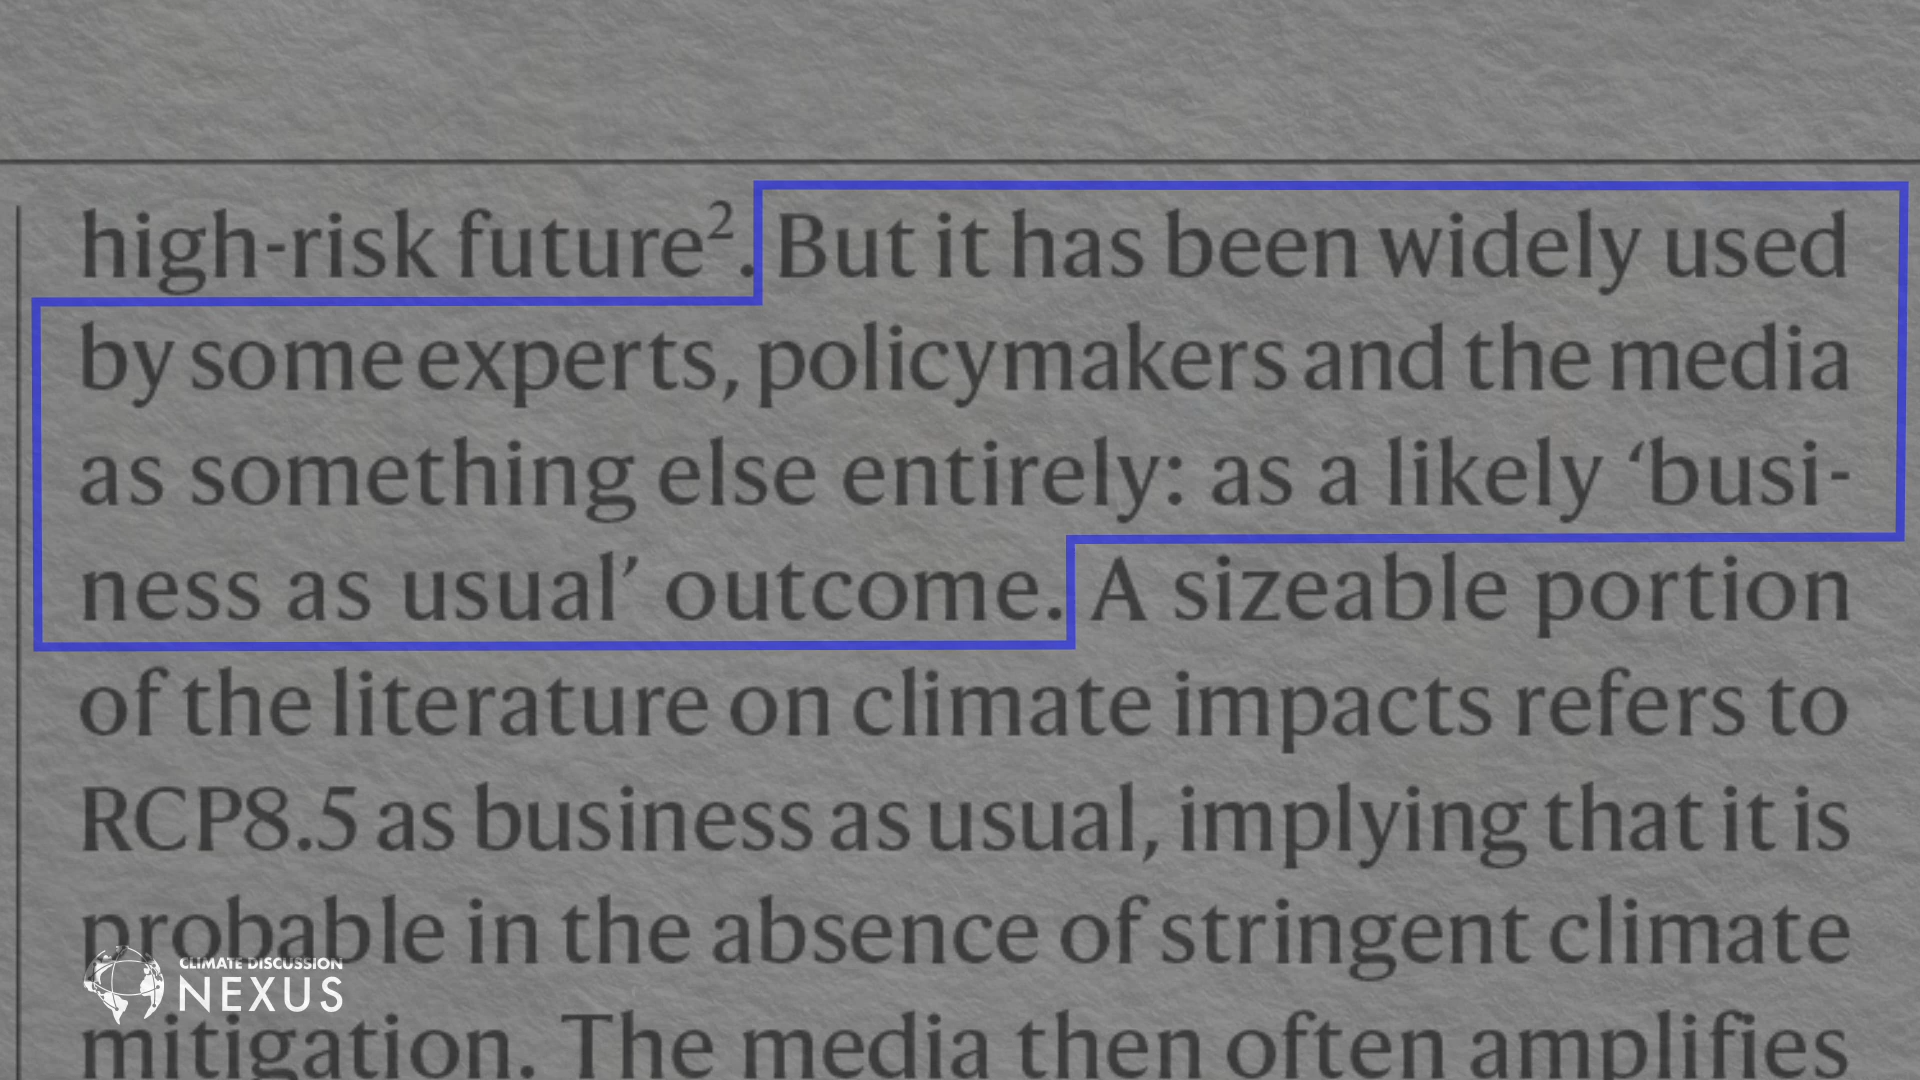 high-risk future². But it has been widely used
by some experts, policymakers and the media
as something else entirely: as a likely ‘busi-
ness as usual’ outcome. A sizeable portion
of the literature on climate impacts refers to
RCP8.5 as business as usual, implying that it is
probable in the absence of stringent climate
mitigation. The media then often amplifies
CLIMATE DISCUSSION
NEXUS